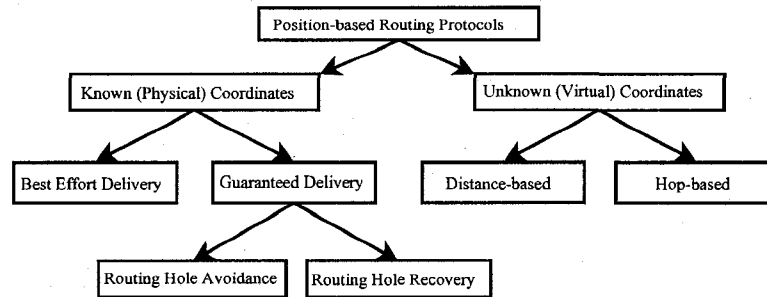 Position-based Routing Protocols
Known (Physical) Coordinates
Unknown (Virtual) Coordinates
Best Effort Delivery
Guaranteed Delivery
Distance-based
Hop-based
Routing Hole Avoidance
Routing Hole Recovery